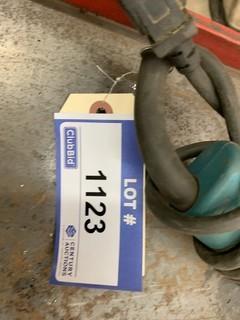 LOT #
1123
ClubBid
CENTURY
AUCTIONS